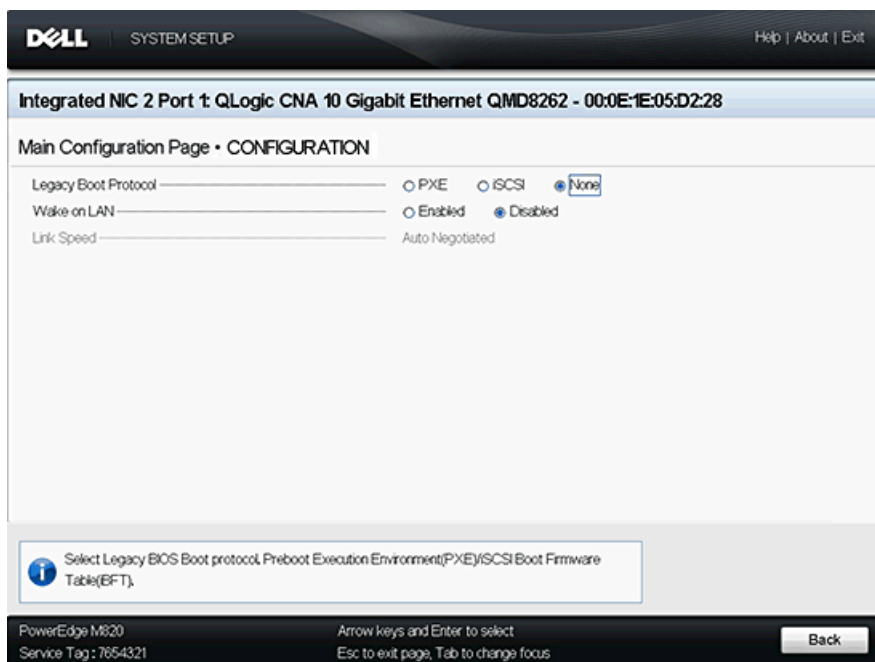 DELL SYSTEM SETUP Help | About | Exit
Integrated NIC 2 Port 1: QLogic CNA 10 Gigabit Ethernet QMD8262 - 00:0E:1E:05:D2:28
Main Configuration Page • CONFIGURATION
Legacy Boot Protocol PXE iSCSI None
Wake on LAN Enabled Disabled
Link Speed Auto Negotiated
Select Legacy BIOS Boot protocol. Preboot Execution Environment(PXE)/iSCSI Boot Firmware
Table(iBFT).
PowerEdge M820 Arrow keys and Enter to select
Service Tag : 7654321 Esc to exit page, Tab to change focus
Back